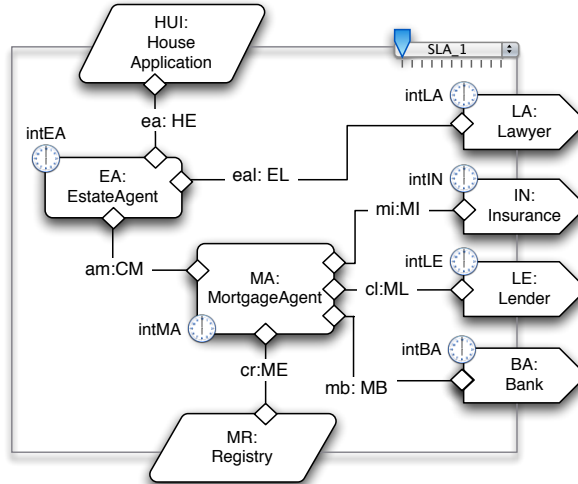 HUI:
House
Application
SLA_1
intLA
ea: HE
LA:
Lawyer
intEA
EA:
EstateAgent
eal: EL
intIN
IN:
Insurance
mi:MI
am:CM
intLE
MA:
MortgageAgent
cl:ML
LE:
Lender
intMA
intBA
cr:ME
mb: MB
BA:
Bank
MR:
Registry